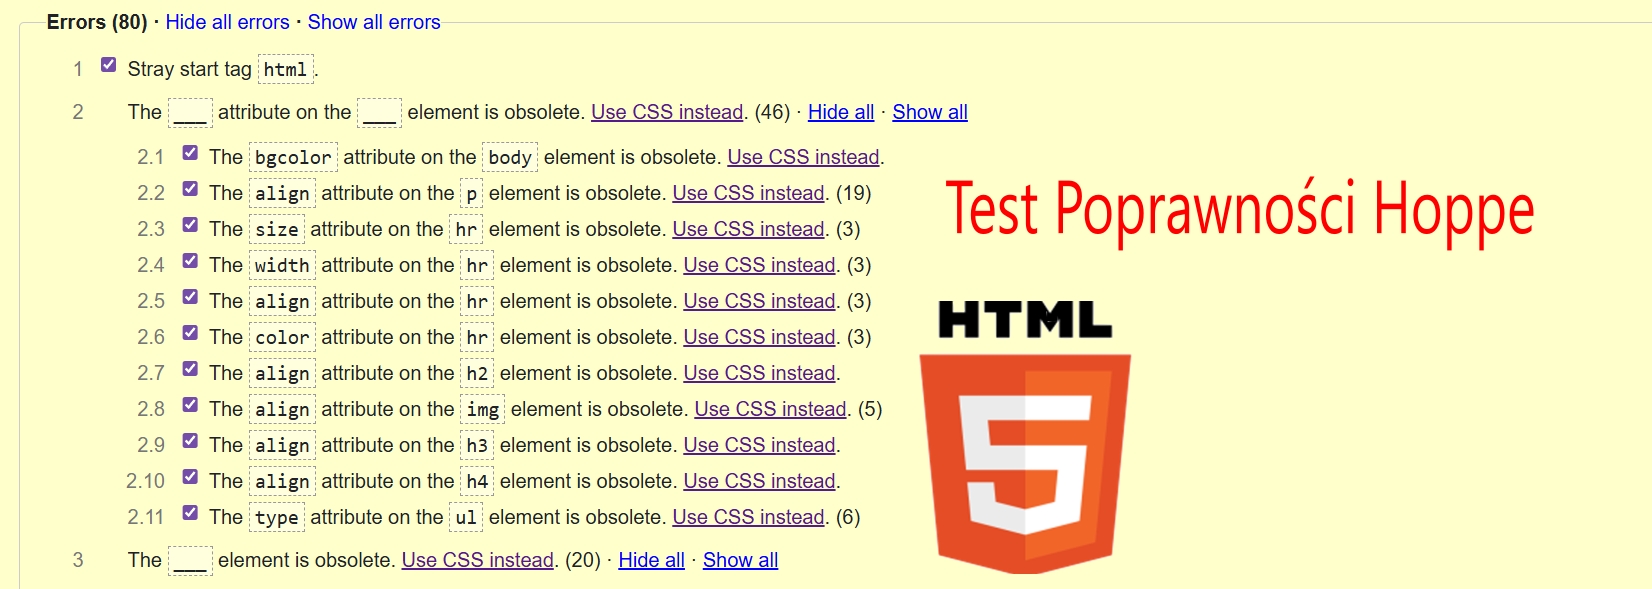 Errors (80) · Hide all errors · Show all errors
1 Stray start tag html.
2 The ___ attribute on the ___ element is obsolete. Use CSS instead. (46) · Hide all · Show all
2.1 The bgcolor attribute on the body element is obsolete. Use CSS instead.
2.2 The align attribute on the p element is obsolete. Use CSS instead. (19)
2.3 The size attribute on the hr element is obsolete. Use CSS instead. (3)
2.4 The width attribute on the hr element is obsolete. Use CSS instead. (3)
2.5 The align attribute on the hr element is obsolete. Use CSS instead. (3)
2.6 The color attribute on the hr element is obsolete. Use CSS instead. (3)
2.7 The align attribute on the h2 element is obsolete. Use CSS instead.
2.8 The align attribute on the img element is obsolete. Use CSS instead. (5)
2.9 The align attribute on the h3 element is obsolete. Use CSS instead.
2.10 The align attribute on the h4 element is obsolete. Use CSS instead.
2.11 The type attribute on the ul element is obsolete. Use CSS instead. (6)
3 The ___ element is obsolete. Use CSS instead. (20) · Hide all · Show all
Test Poprawności Hoppe
HTML
5